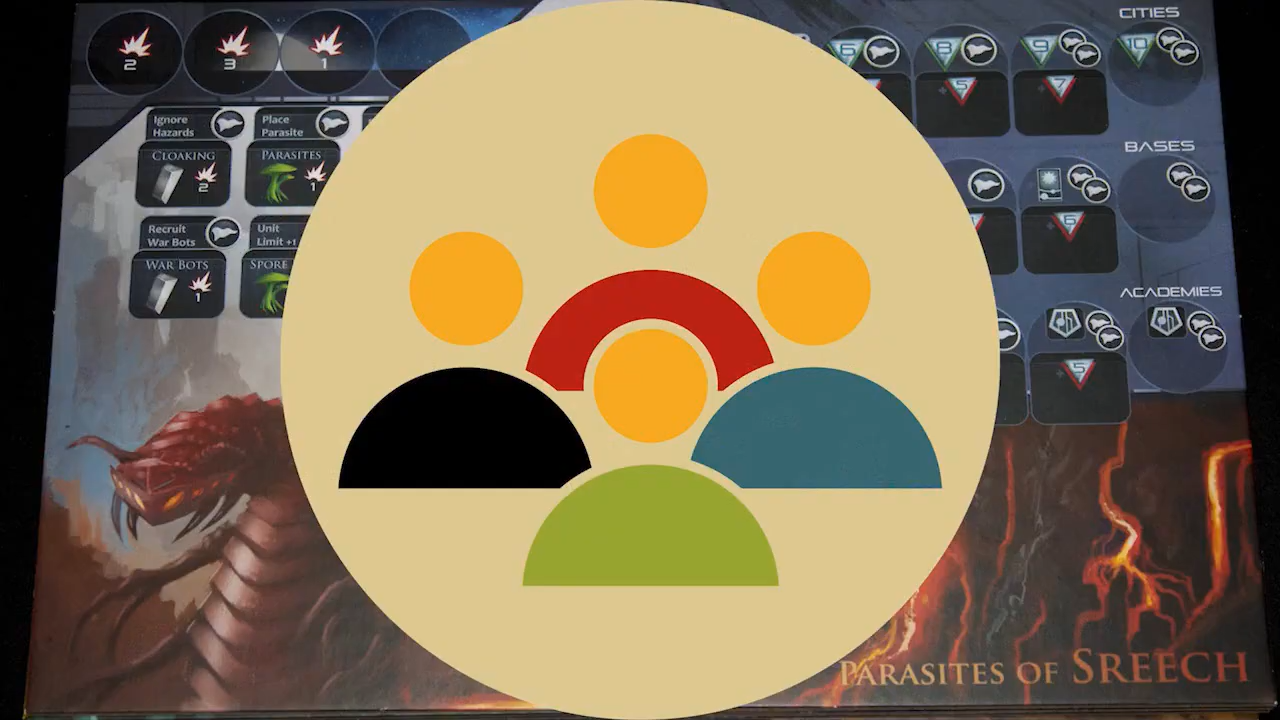 CITIES
2 3 1
6 8 9 10
5 7
Ignore
Hazards
Place
Parasite
CLOAKING
2
PARASITES
1
BASES
Recruit
War Bots
Unit
Limit +1
6
WAR BOTS
1
SPORE
ACADEMIES
5
PARASITES OF SREECH